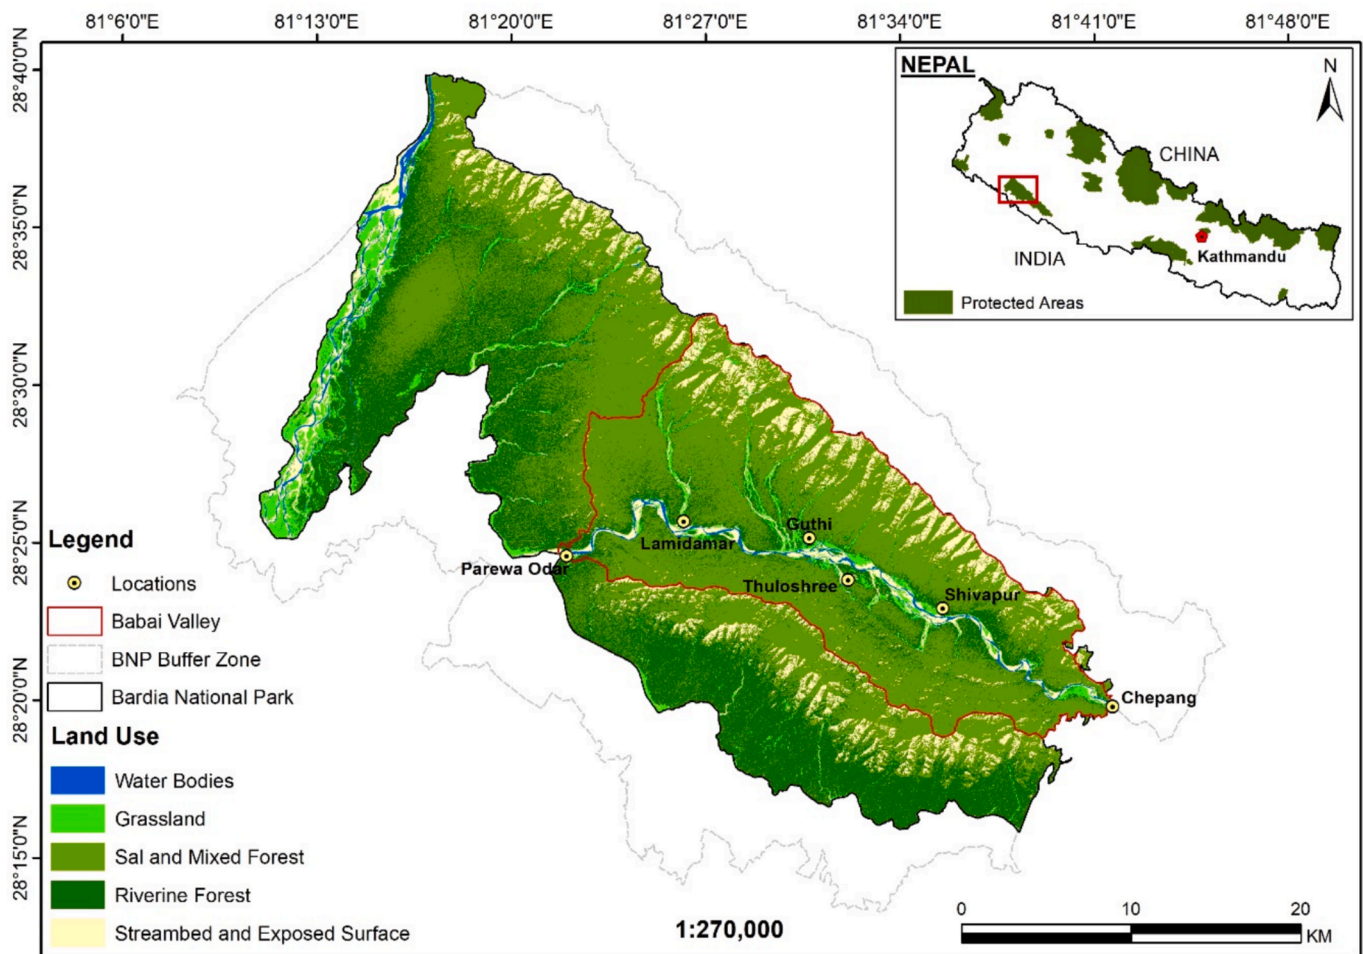 81°6'0"E 81°13'0"E 81°20'0"E 81°27'0"E 81°34'0"E 81°41'0"E 81°48'0"E
28°40'0"N
28°35'0"N
28°30'0"N
28°25'0"N
28°20'0"N
28°15'0"N
NEPAL
N
CHINA
INDIA
Kathmandu
Protected Areas
Guthi
Lamidamar
Parewa Odar
Thuloshree
Shivapur
Chepang
Legend
Locations
Babai Valley
BNP Buffer Zone
Bardia National Park
Land Use
Water Bodies
Grassland
Sal and Mixed Forest
Riverine Forest
Streambed and Exposed Surface
1:270,000
0 10 20
KM